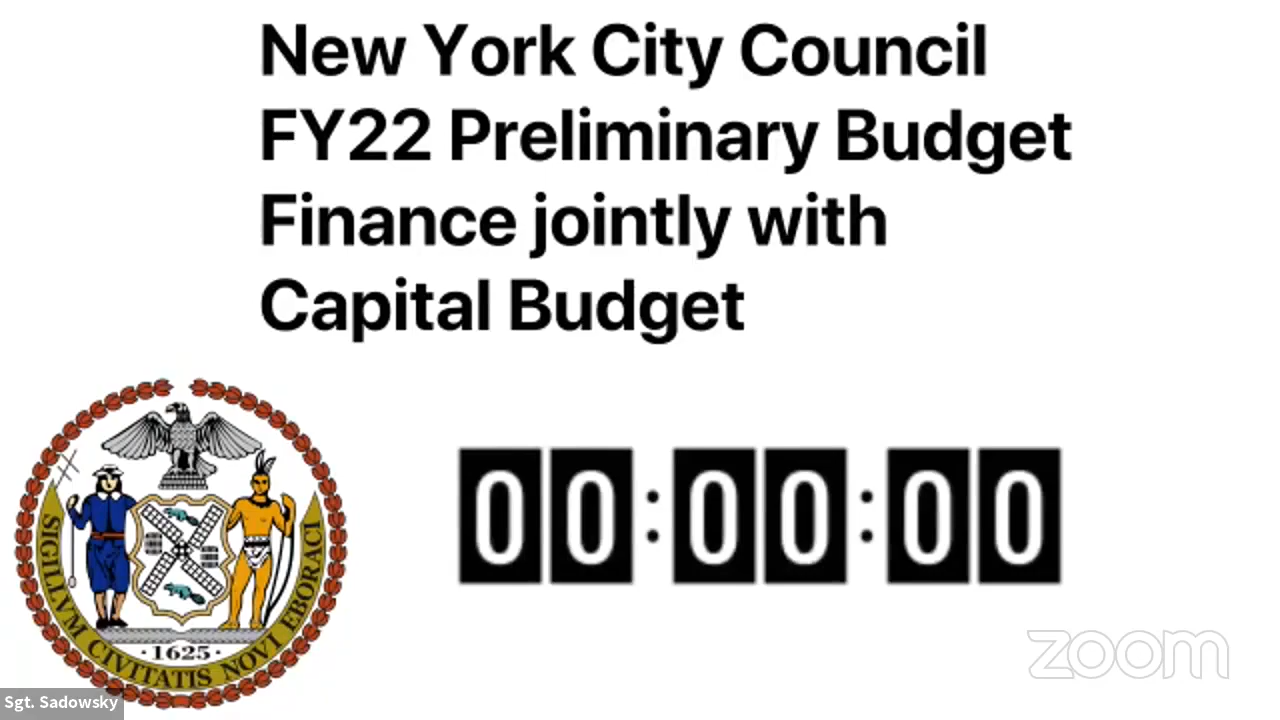 New York City Council
FY22 Preliminary Budget
Finance jointly with
Capital Budget
00:00:00
SIGILLVM CIVITATIS NOVI EBORACI
·1625·
zoom
Sgt. Sadowsky